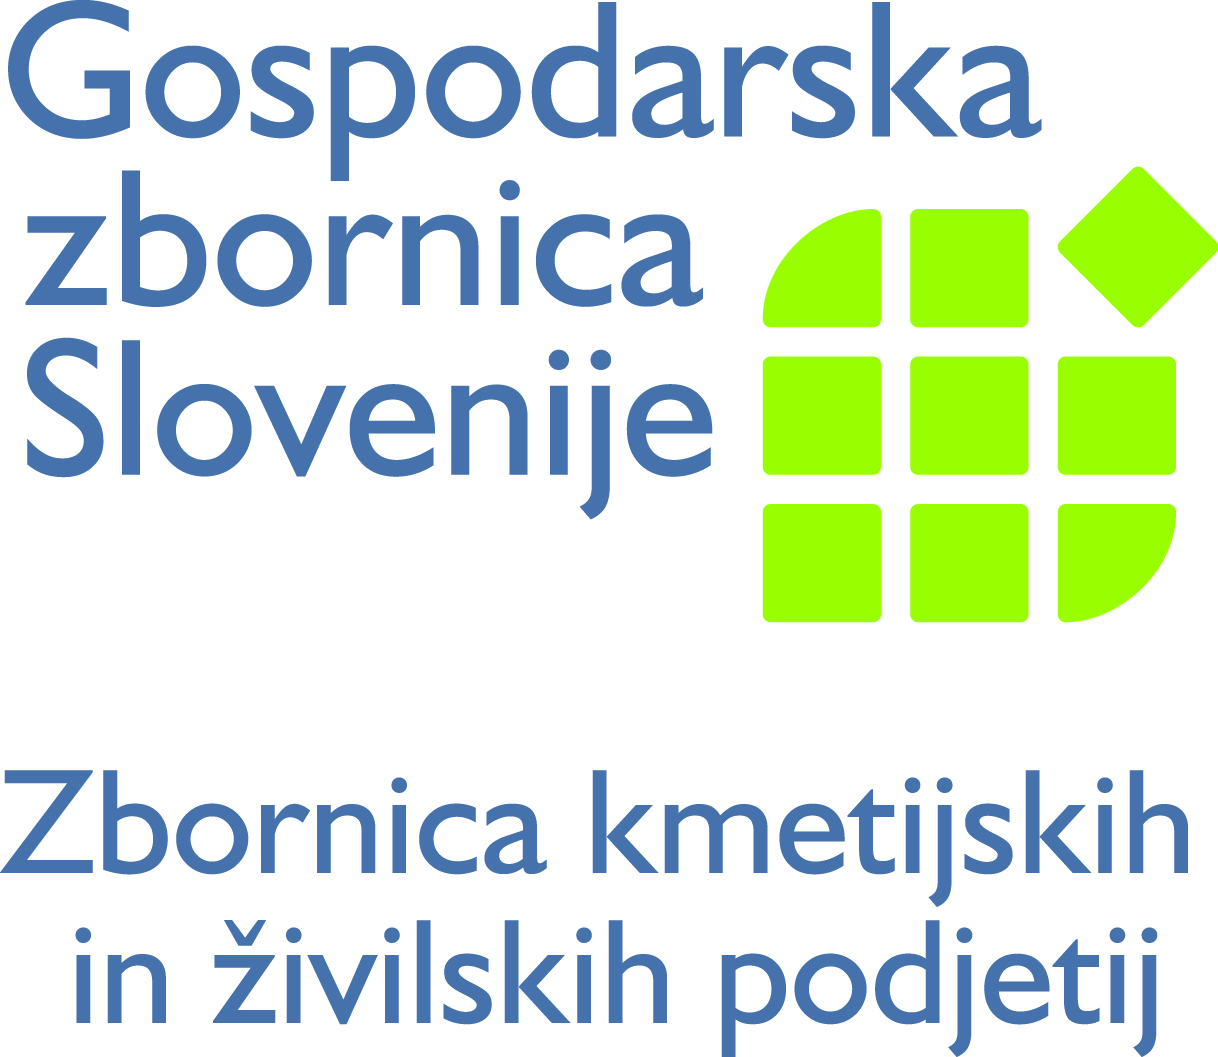 Gospodarska
zbornica
Slovenije
Zbornica kmetijskih
in živilskih podjetij